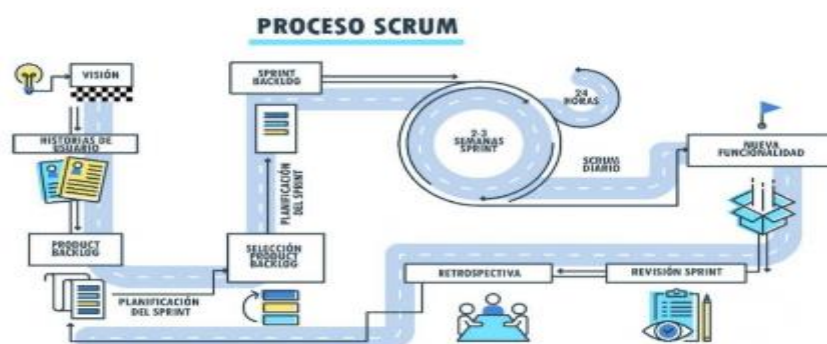 PROCESO SCRUM
VISIÓN
HISTORIAS DE
USUARIO
PRODUCT
BACKLOG
PLANIFICACIÓN
DEL SPRINT
SELECCIÓN
PRODUCT
BACKLOG
PLANIFICACIÓN
DEL SPRINT
SPRINT
BACKLOG
2-3
SEMANAS
SPRINT
24
HORAS
SCRUM
DIARIO
NUEVA
FUNCIONALIDAD
REVISIÓN SPRINT
RETROSPECTIVA